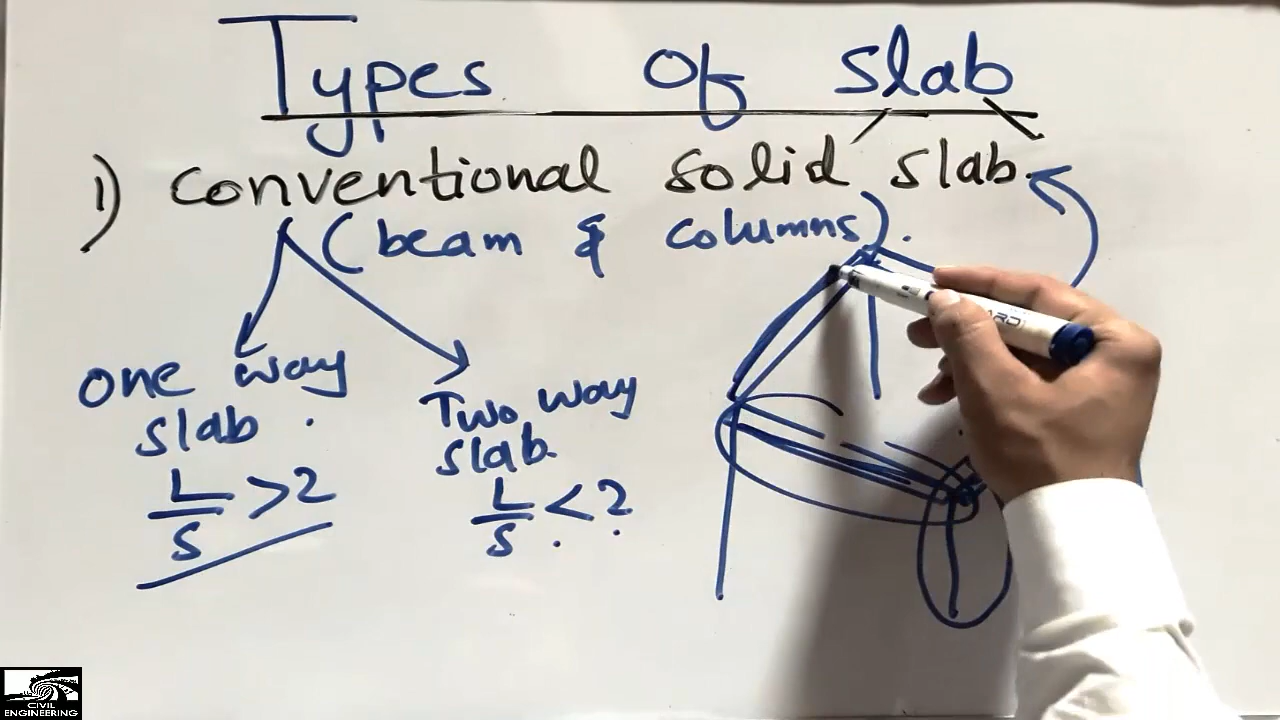 Types of slab
1) conventional solid slab.
(beam & columns).
one way
slab.
L/S >2
Two way
slab.
L/S <2
CIVIL
ENGINEERING